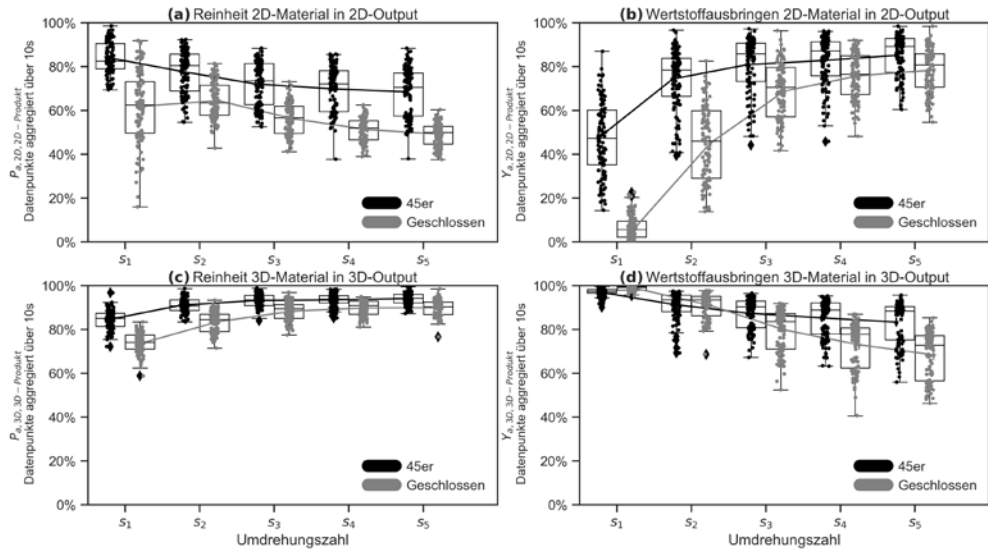 (a) Reinheit 2D-Material in 2D-Output
P a, 2D, 2D – Produkt
Datenpunkte aggregiert über 10s
100%
80%
60%
40%
20%
0%
45er
Geschlossen
s1
s2
s3
s4
s5
(b) Wertstoffausbringen 2D-Material in 2D-Output
Y a, 2D, 2D – Produkt
Datenpunkte aggregiert über 10s
100%
80%
60%
40%
20%
0%
45er
Geschlossen
s1
s2
s3
s4
s5
(c) Reinheit 3D-Material in 3D-Output
P a, 3D, 3D – Produkt
Datenpunkte aggregiert über 10s
100%
80%
60%
40%
20%
0%
45er
Geschlossen
s1
s2
s3
s4
s5
Umdrehungszahl
(d) Wertstoffausbringen 3D-Material in 3D-Output
Y a, 3D, 3D – Produkt
Datenpunkte aggregiert über 10s
100%
80%
60%
40%
20%
0%
45er
Geschlossen
s1
s2
s3
s4
s5
Umdrehungszahl